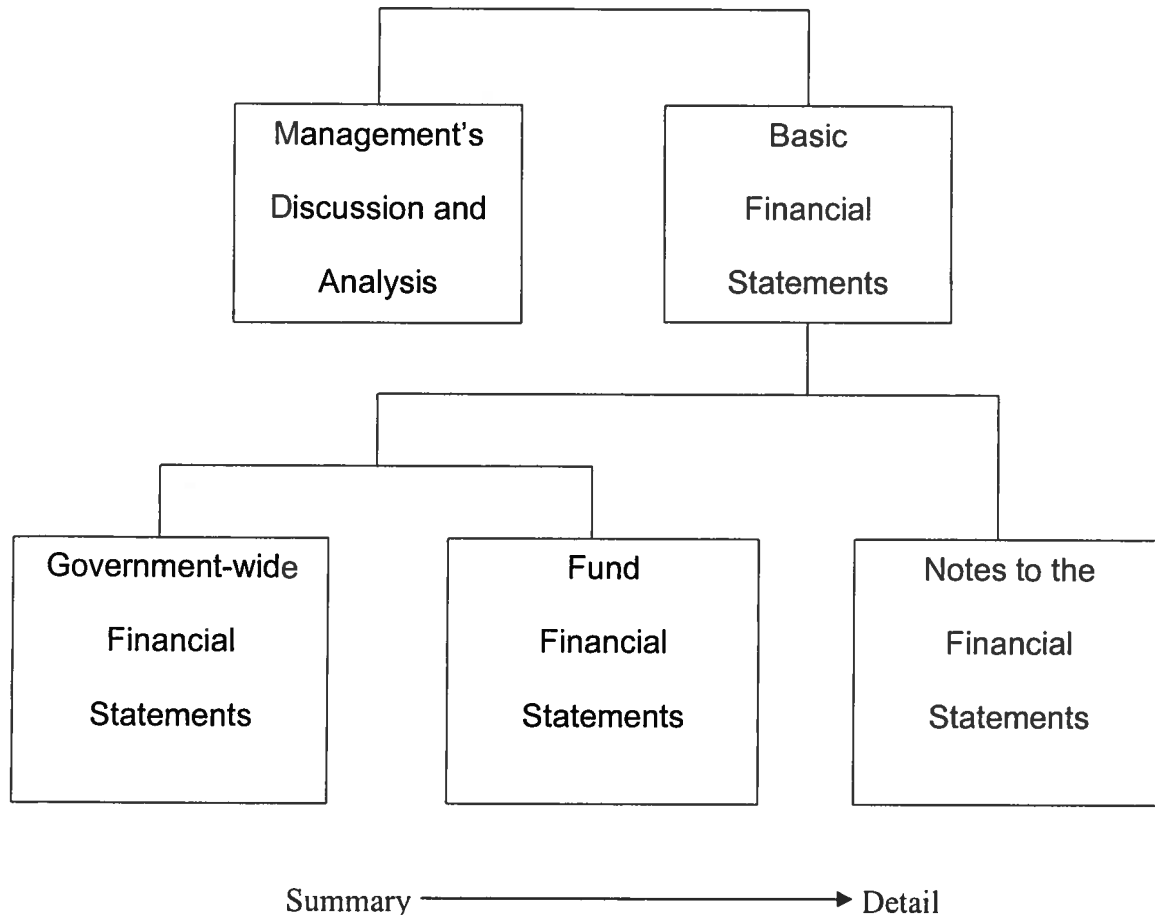 Management's
Discussion and
Analysis
Basic
Financial
Statements
Government-wide
Financial
Statements
Fund
Financial
Statements
Notes to the
Financial
Statements
Summary Detail